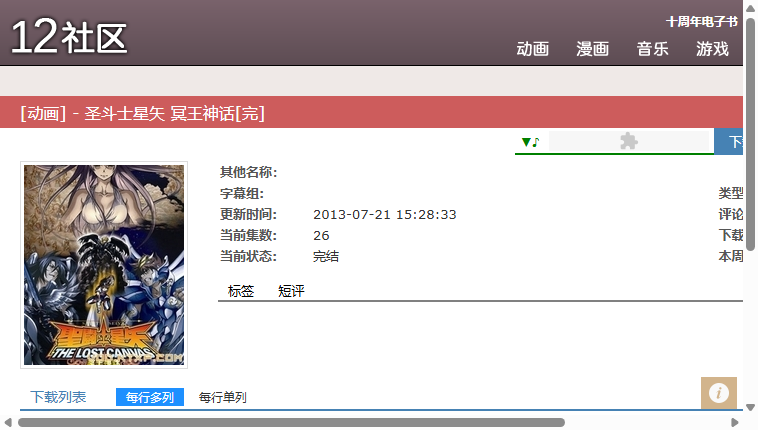 12社区
十周年电子书
动画 漫画 音乐 游戏
[动画] - 圣斗士星矢 冥王神话[完]
▼♪
其他名称:
字幕组: 类型
更新时间: 2013-07-21 15:28:33 评论
当前集数: 26 下载
当前状态: 完结 本周
标签 短评
THE LOST CANVAS
下载列表 每行多列 每行单列